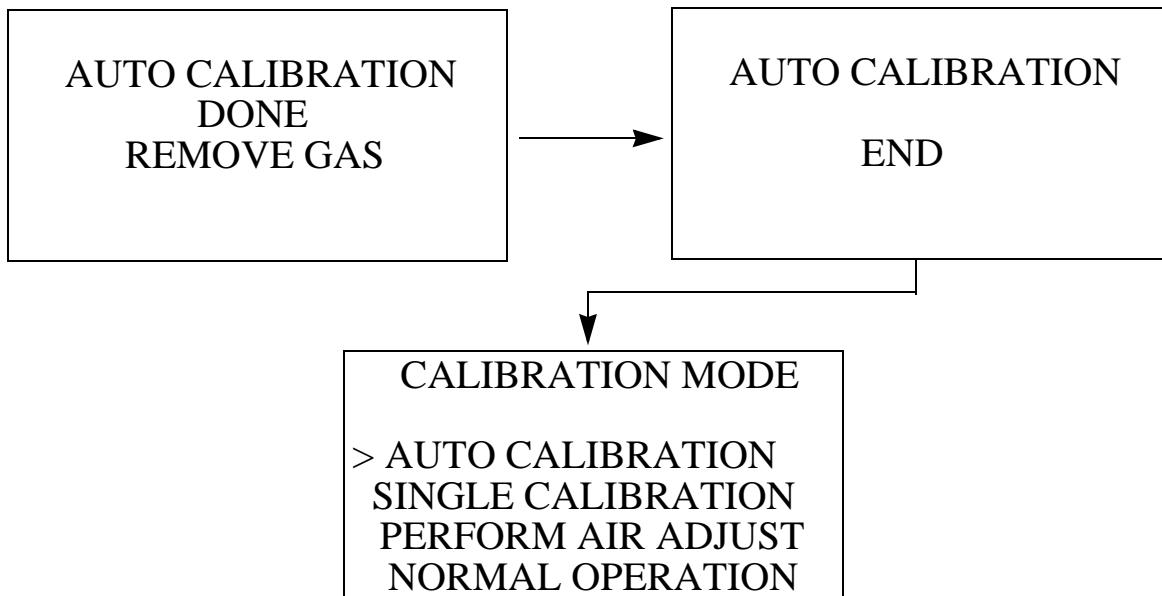 AUTO CALIBRATION
DONE
REMOVE GAS
AUTO CALIBRATION
END
CALIBRATION MODE
> AUTO CALIBRATION
SINGLE CALIBRATION
PERFORM AIR ADJUST
NORMAL OPERATION